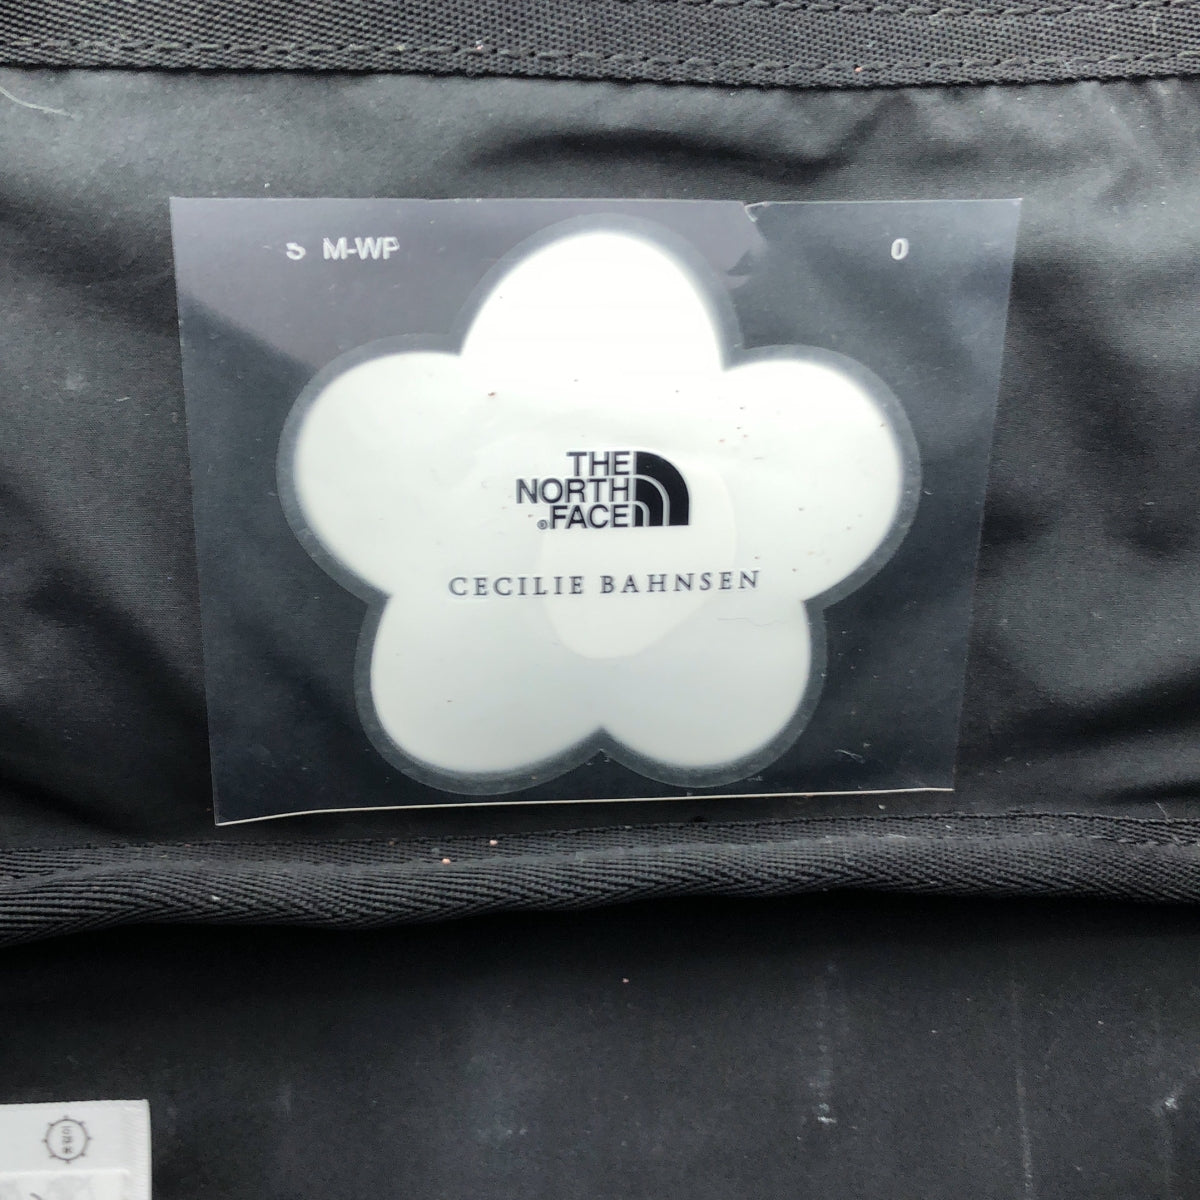 M-WP 0
THE
NORTH
®FACE
CECILIE BAHNSEN